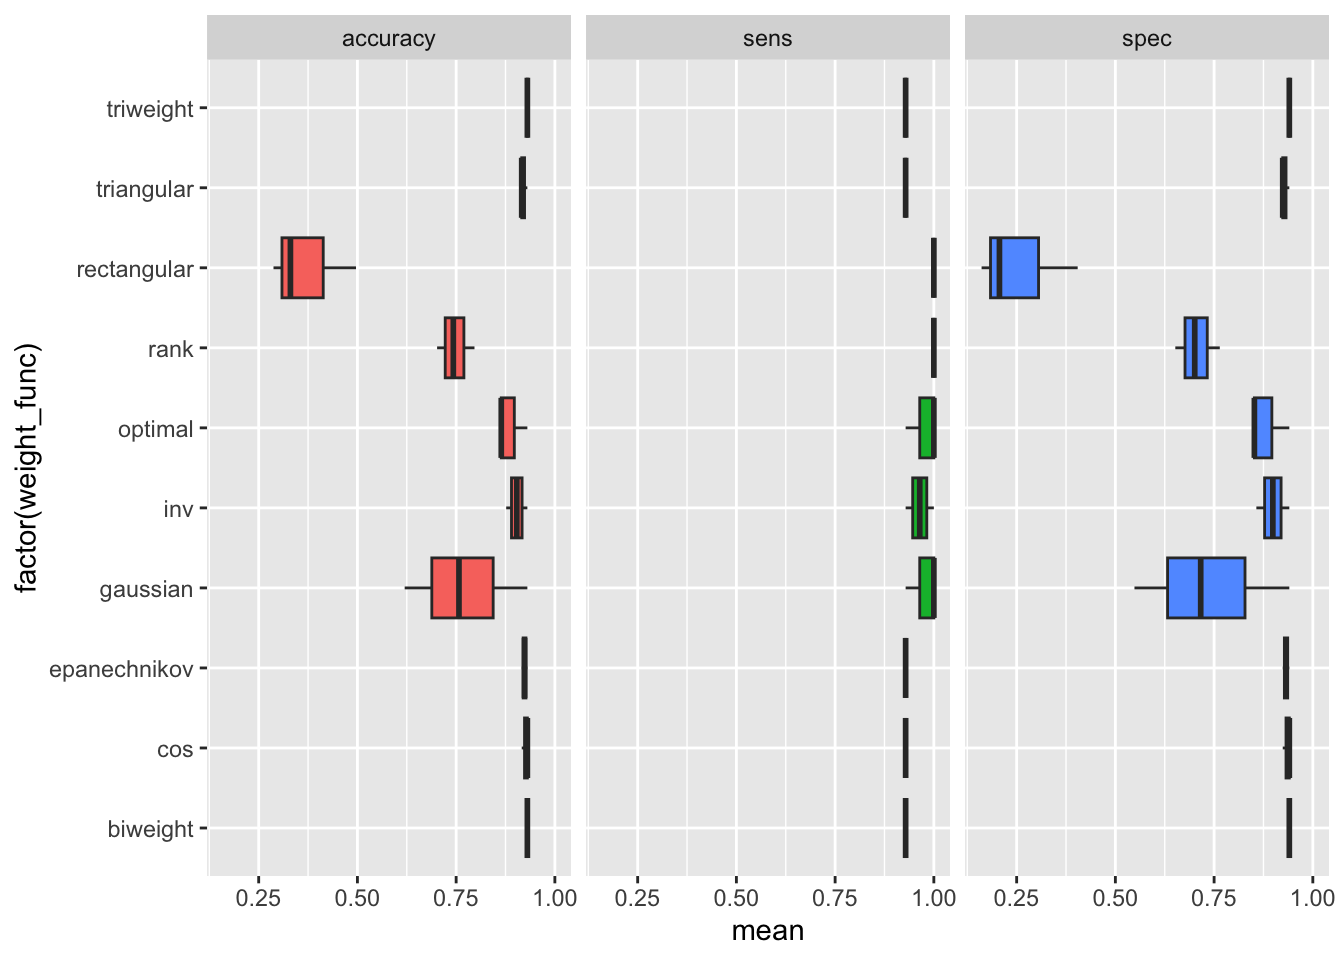 accuracy sens spec
triweight
triangular
rectangular
rank
optimal
inv
gaussian
epanechnikov
cos
biweight
factor(weight_func)
0.25 0.50 0.75 1.00 0.25 0.50 0.75 1.00 0.25 0.50 0.75 1.00
mean